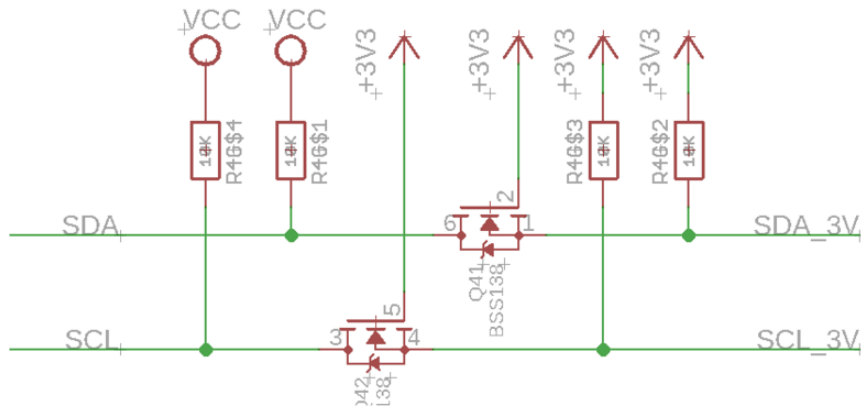 VCC
VCC
+3V3
+3V3
+3V3
+3V3
10K
R4G$4
10K
R4G$1
10K
R4G$3
10K
R4G$2
SDA
6
2
1
SDA_3V
Q41
BSS138
SCL
3
5
4
SCL_3V
Q42